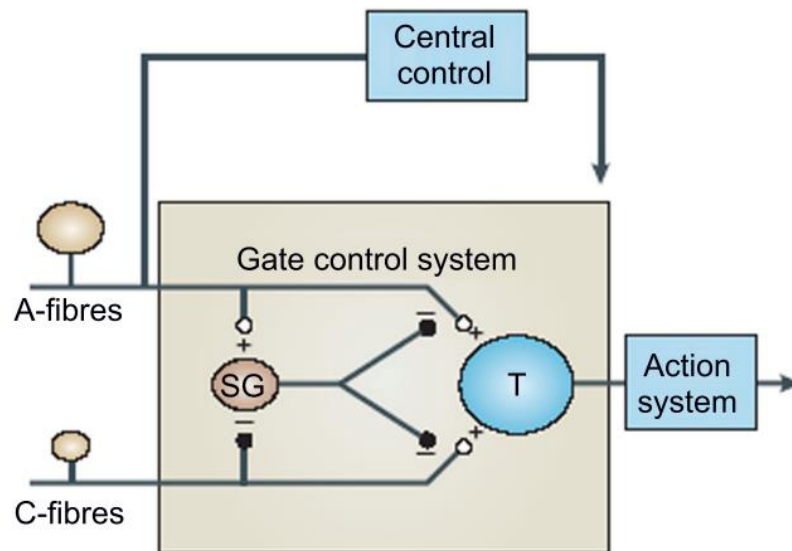 Central
control
Gate control system
A-fibres
+
–
+
SG
T
Action
system
–
–
+
C-fibres